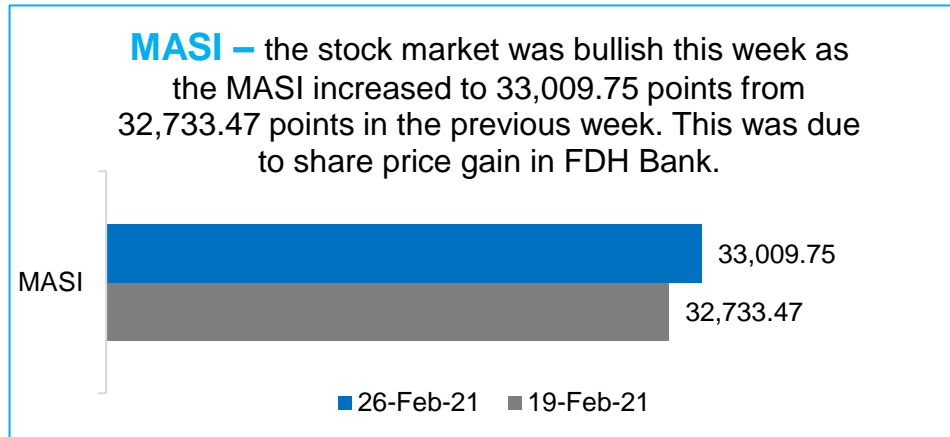 MASI – the stock market was bullish this week as
the MASI increased to 33,009.75 points from
32,733.47 points in the previous week. This was due
to share price gain in FDH Bank.
33,009.75
MASI
32,733.47
26-Feb-21 19-Feb-21